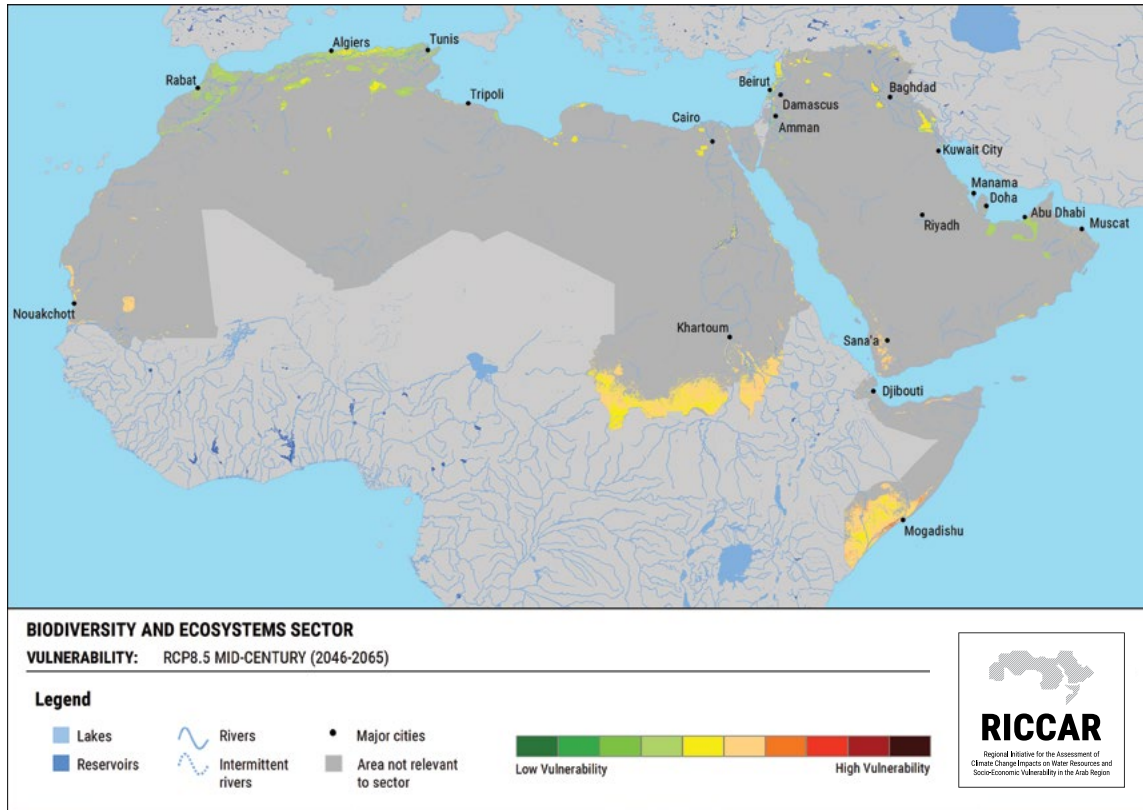 Algiers
Tunis
Rabat
Tripoli
Beirut
Damascus
Baghdad
Cairo
Amman
Kuwait City
Manama
Doha
Abu Dhabi
Riyadh
Muscat
Nouakchott
Khartoum
Sana'a
Djibouti
Mogadishu
BIODIVERSITY AND ECOSYSTEMS SECTOR
VULNERABILITY: RCP8.5 MID-CENTURY (2046-2065)
Legend
Lakes
Rivers
Major cities
Reservoirs
Intermittent
rivers
Area not relevant
to sector
Low Vulnerability
High Vulnerability
RICCAR
Regional Initiative for the Assessment of
Climate Change Impacts on Water Resources and
Socio-Economic Vulnerability in the Arab Region